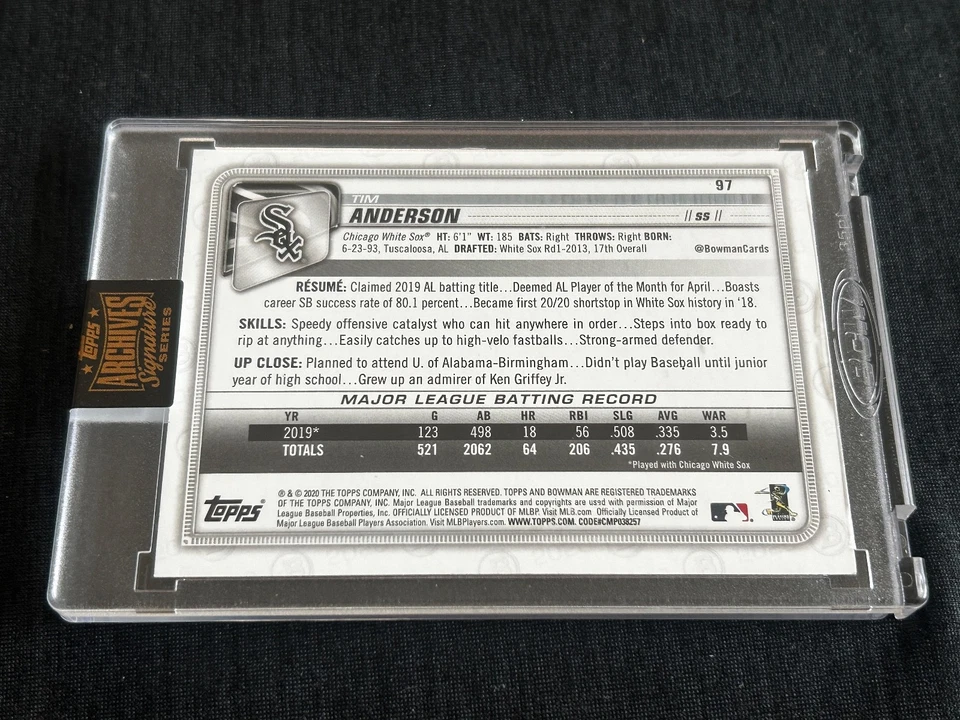 97
TIM
ANDERSON || SS ||
Chicago White Sox® HT: 6'1" WT: 185 BATS: Right THROWS: Right BORN:
6-23-93, Tuscaloosa, AL DRAFTED: White Sox Rd1-2013, 17th Overall @BowmanCards
Sox
RÉSUMÉ: Claimed 2019 AL batting title...Deemed AL Player of the Month for April...Boasts
career SB success rate of 80.1 percent...Became first 20/20 shortstop in White Sox history in '18.
SKILLS: Speedy offensive catalyst who can hit anywhere in order...Steps into box ready to
rip at anything...Easily catches up to high-velo fastballs...Strong-armed defender.
UP CLOSE: Planned to attend U. of Alabama-Birmingham...Didn't play Baseball until junior
year of high school...Grew up an admirer of Ken Griffey Jr.
MAJOR LEAGUE BATTING RECORD
YR G AB HR RBI SLG AVG WAR
2019* 123 498 18 56 .508 .335 3.5
TOTALS 521 2062 64 206 .435 .276 7.9
*Played with Chicago White Sox
Topps®
® & © 2020 THE TOPPS COMPANY, INC. ALL RIGHTS RESERVED. TOPPS AND BOWMAN ARE REGISTERED TRADEMARKS
OF THE TOPPS COMPANY, INC. Major League Baseball trademarks and copyrights are used with permission of Major
League Baseball Properties, Inc. OFFICIALLY LICENSED PRODUCT OF MLBP. Visit MLB.com Officially Licensed Product of
Major League Baseball Players Association. Visit MLBPlayers.com. WWW.TOPPS.COM. CODE#CMP038257
Topps
ARCHIVES
Signature
SERIES